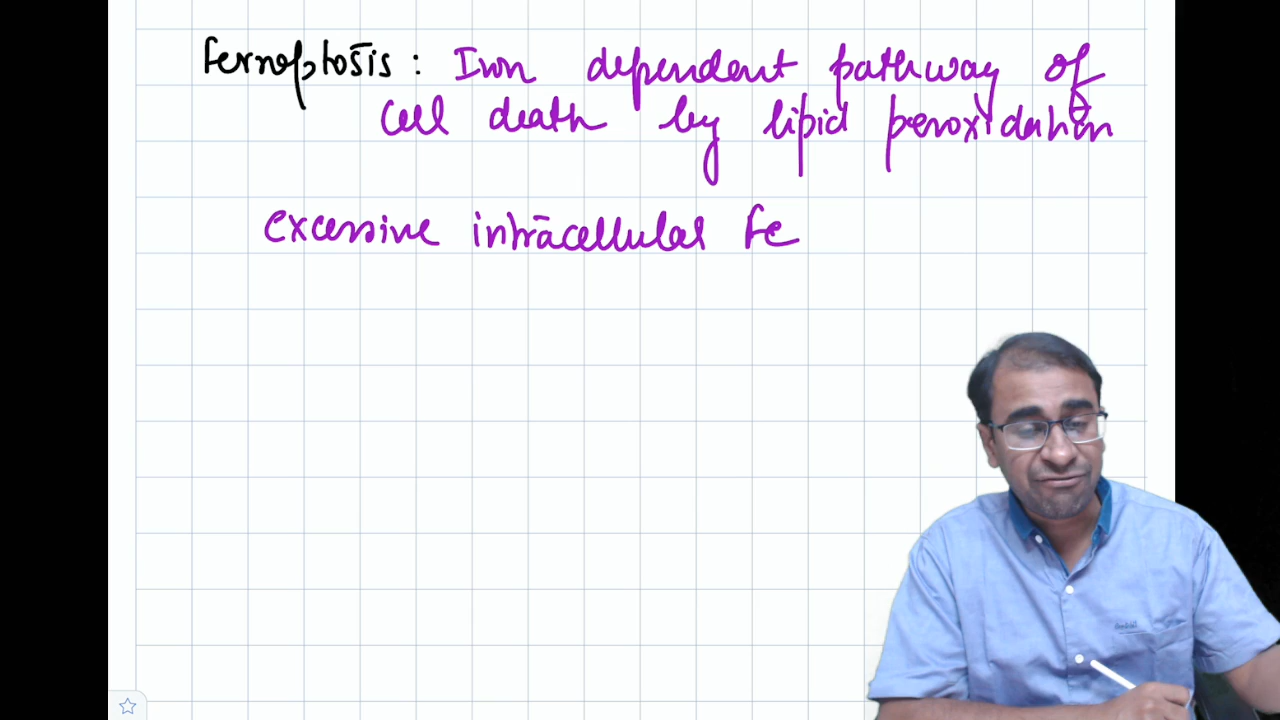 Ferroptosis : Iron dependent pathway of
cell death by lipid peroxidation
excessive intracellular Fe